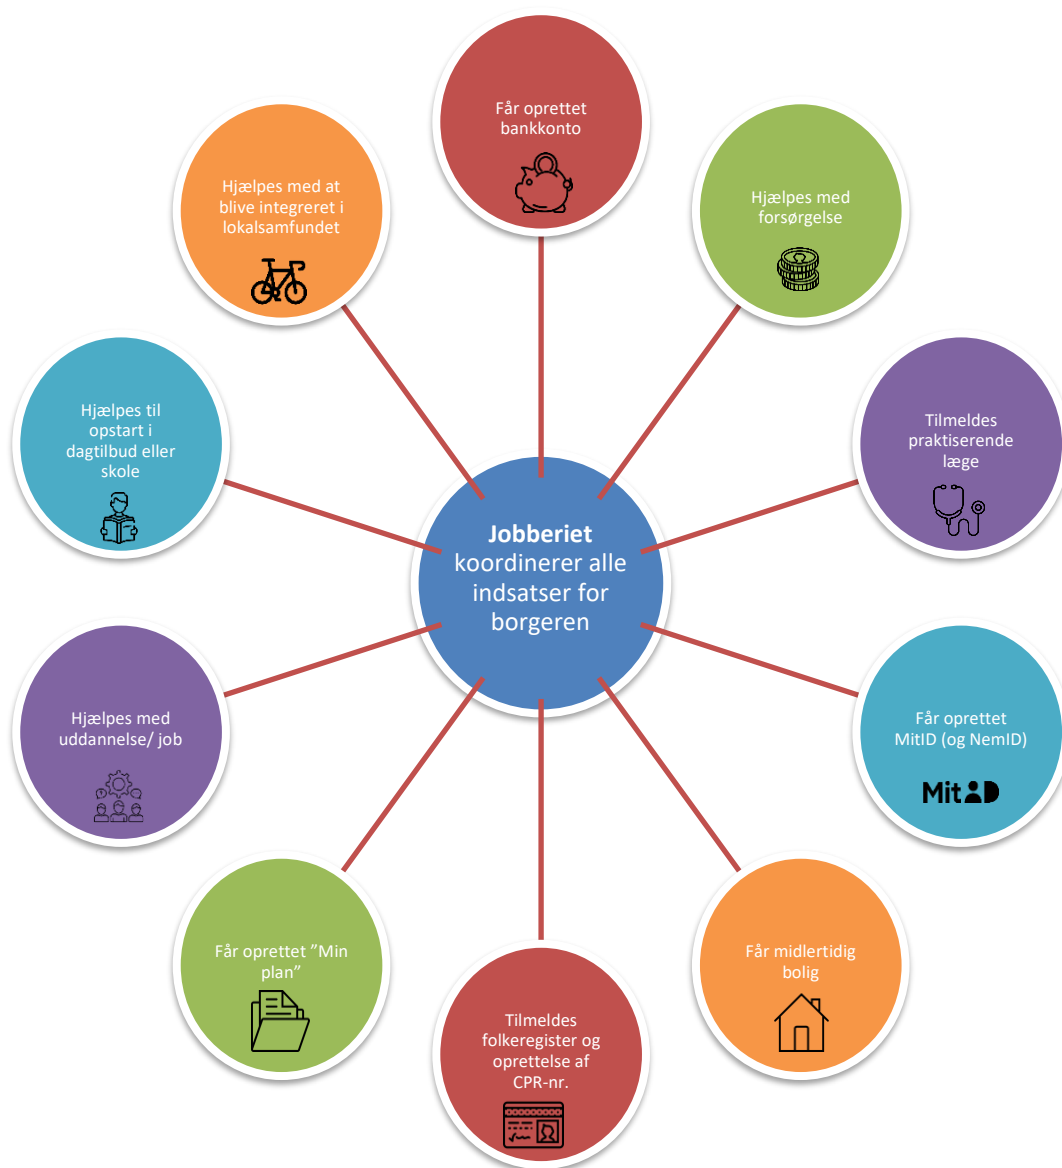 Får oprettet
bankkonto
Hjælpes med
forsørgelse
Tilmeldes
praktiserende
læge
Får oprettet
MitID (og NemID)
Mit ID
Får midlertidig
bolig
Tilmeldes
folkeregister og
oprettelse af
CPR-nr.
Får oprettet ”Min
plan”
Hjælpes med
uddannelse/ job
Hjælpes til
opstart i
dagtilbud eller
skole
Hjælpes med at
blive integreret i
lokalsamfundet
Jobberiet
koordinerer alle
indsatser for
borgeren